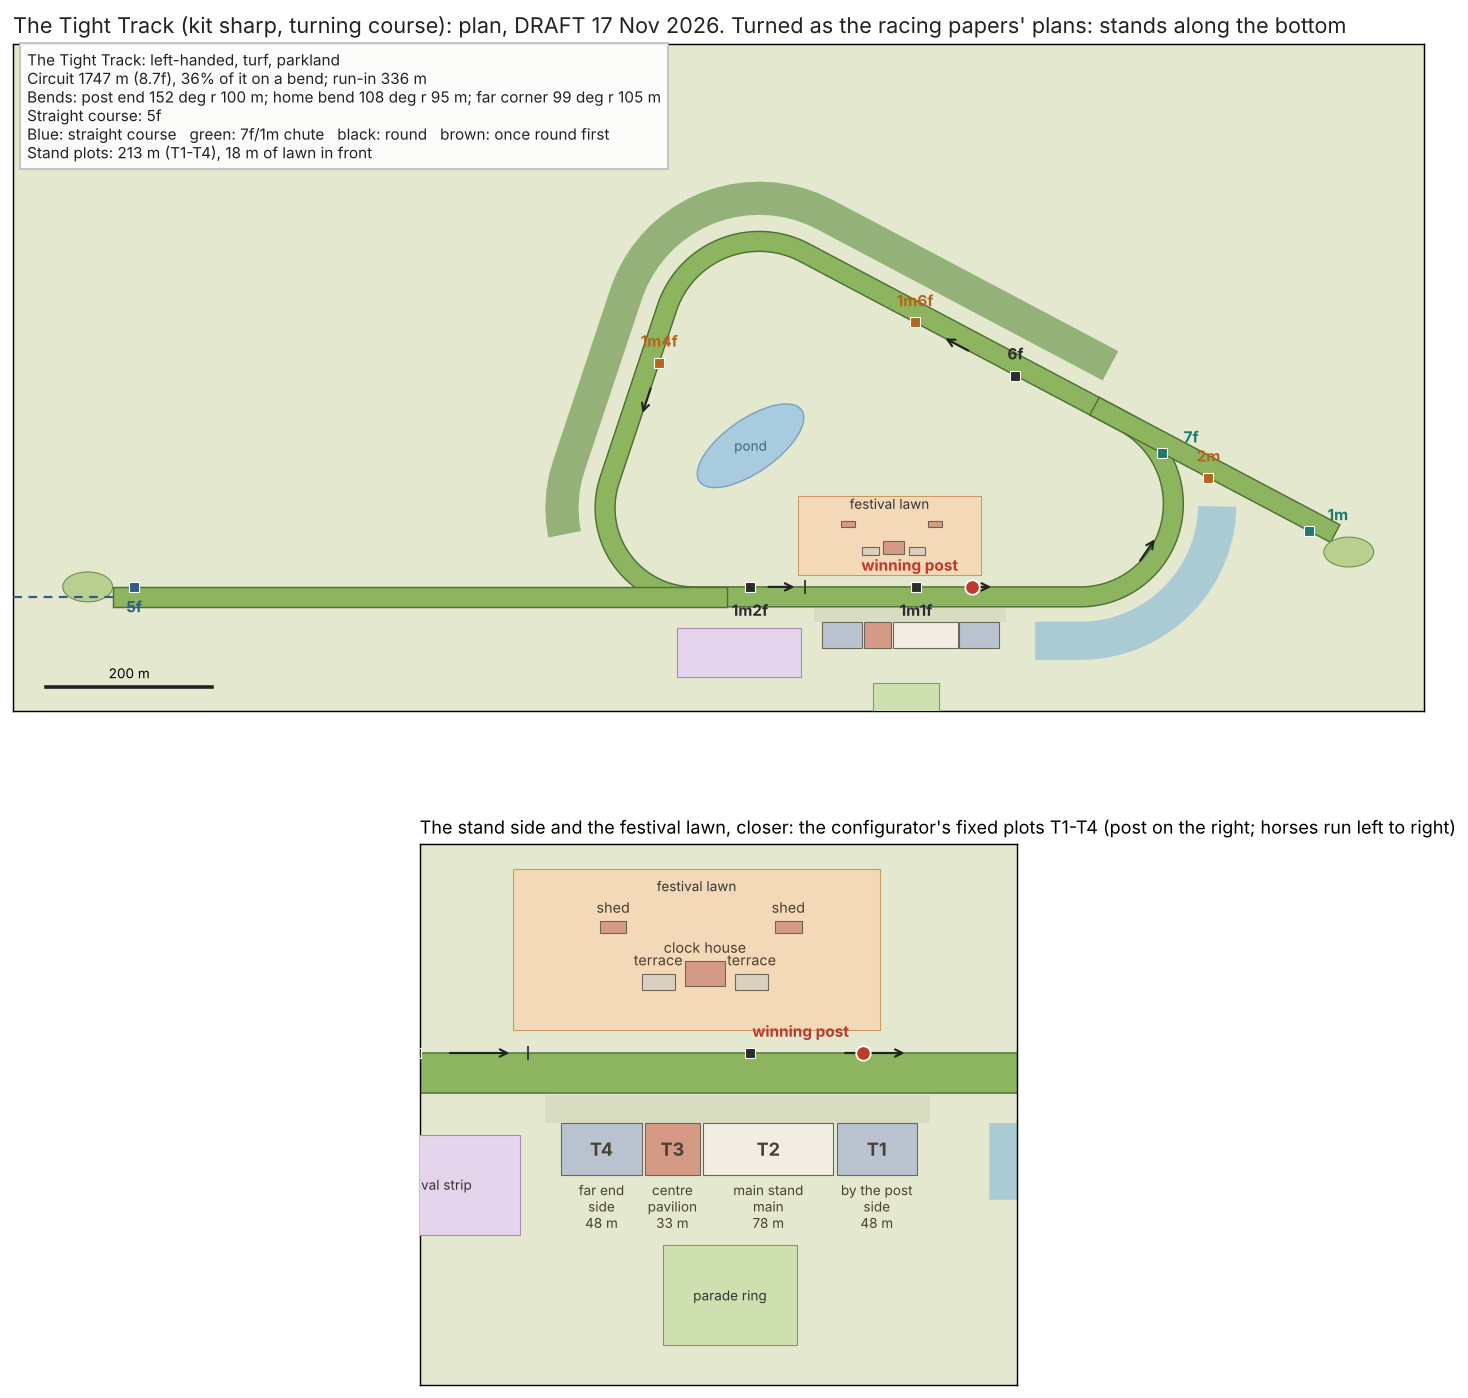 The Tight Track (kit sharp, turning course): plan, DRAFT 17 Nov 2026. Turned as the racing papers' plans: stands along the bottom
The Tight Track: left-handed, turf, parkland
Circuit 1747 m (8.7f), 36% of it on a bend; run-in 336 m
Bends: post end 152 deg r 100 m; home bend 108 deg r 95 m; far corner 99 deg r 105 m
Straight course: 5f
Blue: straight course green: 7f/1m chute black: round brown: once round first
Stand plots: 213 m (T1-T4), 18 m of lawn in front
1m6f
1m4f
6f
7f
2m
pond
festival lawn
1m
winning post
5f
1m2f
1m1f
200 m
The stand side and the festival lawn, closer: the configurator's fixed plots T1-T4 (post on the right; horses run left to right)
festival lawn
shed
shed
clock house
terrace
terrace
winning post
T4
T3
T2
T1
val strip
far end
side
48 m
centre
pavilion
33 m
main stand
main
78 m
by the post
side
48 m
parade ring